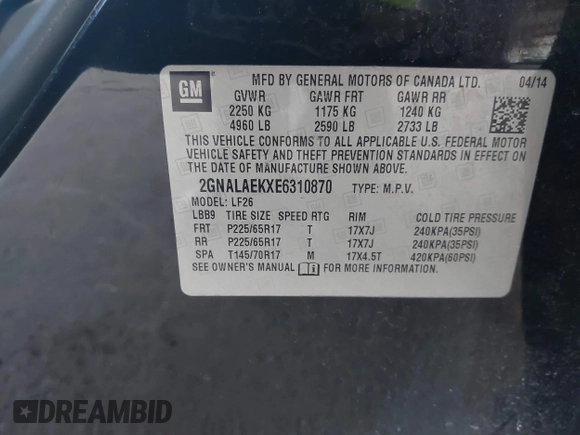 GM
MFD BY GENERAL MOTORS OF CANADA LTD. 04/14
GVWR GAWR FRT GAWR RR
2250 KG 1175 KG 1240 KG
4960 LB 2590 LB 2733 LB
THIS VEHICLE CONFORMS TO ALL APPLICABLE U.S. FEDERAL MOTOR
VEHICLE SAFETY AND THEFT PREVENTION STANDARDS IN EFFECT
ON THE DATE OF MANUFACTURE SHOWN ABOVE.
2GNALAEKXE6310870 TYPE: M.P.V.
MODEL: LF26
LBB9 TIRE SIZE SPEED RTG RIM COLD TIRE PRESSURE
FRT P225/65R17 T 17X7J 240KPA(35PSI)
RR P225/65R17 T 17X7J 240KPA(35PSI)
SPA T145/70R17 M 17X4.5T 420KPA(60PSI)
SEE OWNER'S MANUAL FOR MORE INFORMATION.
DREAMBID